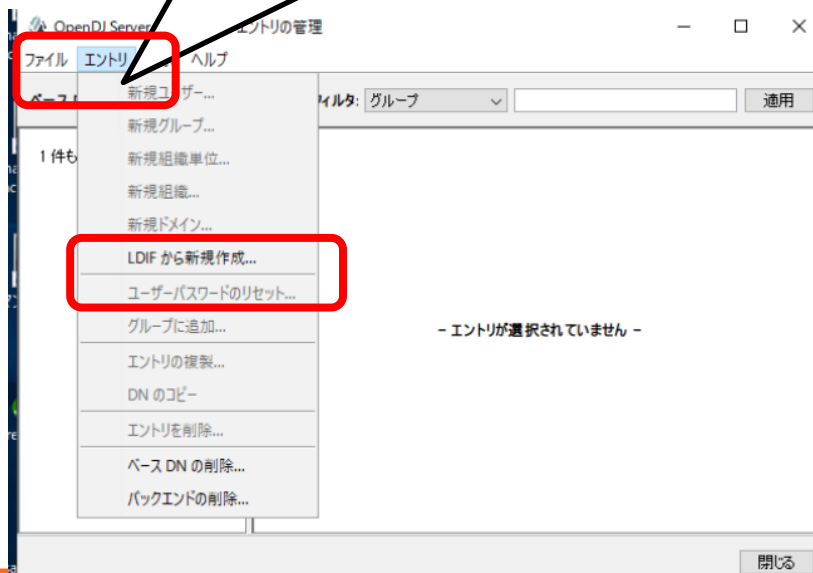 OpenDJ Server エントリの管理
ファイル エントリ ヘルプ
ベース フィルタ: グループ 適用
新規ユーザー...
新規グループ...
1 件も
新規組織単位...
新規組織...
新規ドメイン...
LDIF から新規作成...
ユーザーパスワードのリセット...
グループに追加...
- エントリが選択されていません -
エントリの複製...
DN のコピー
エントリを削除...
ベース DN の削除...
バックエンドの削除...
閉じる